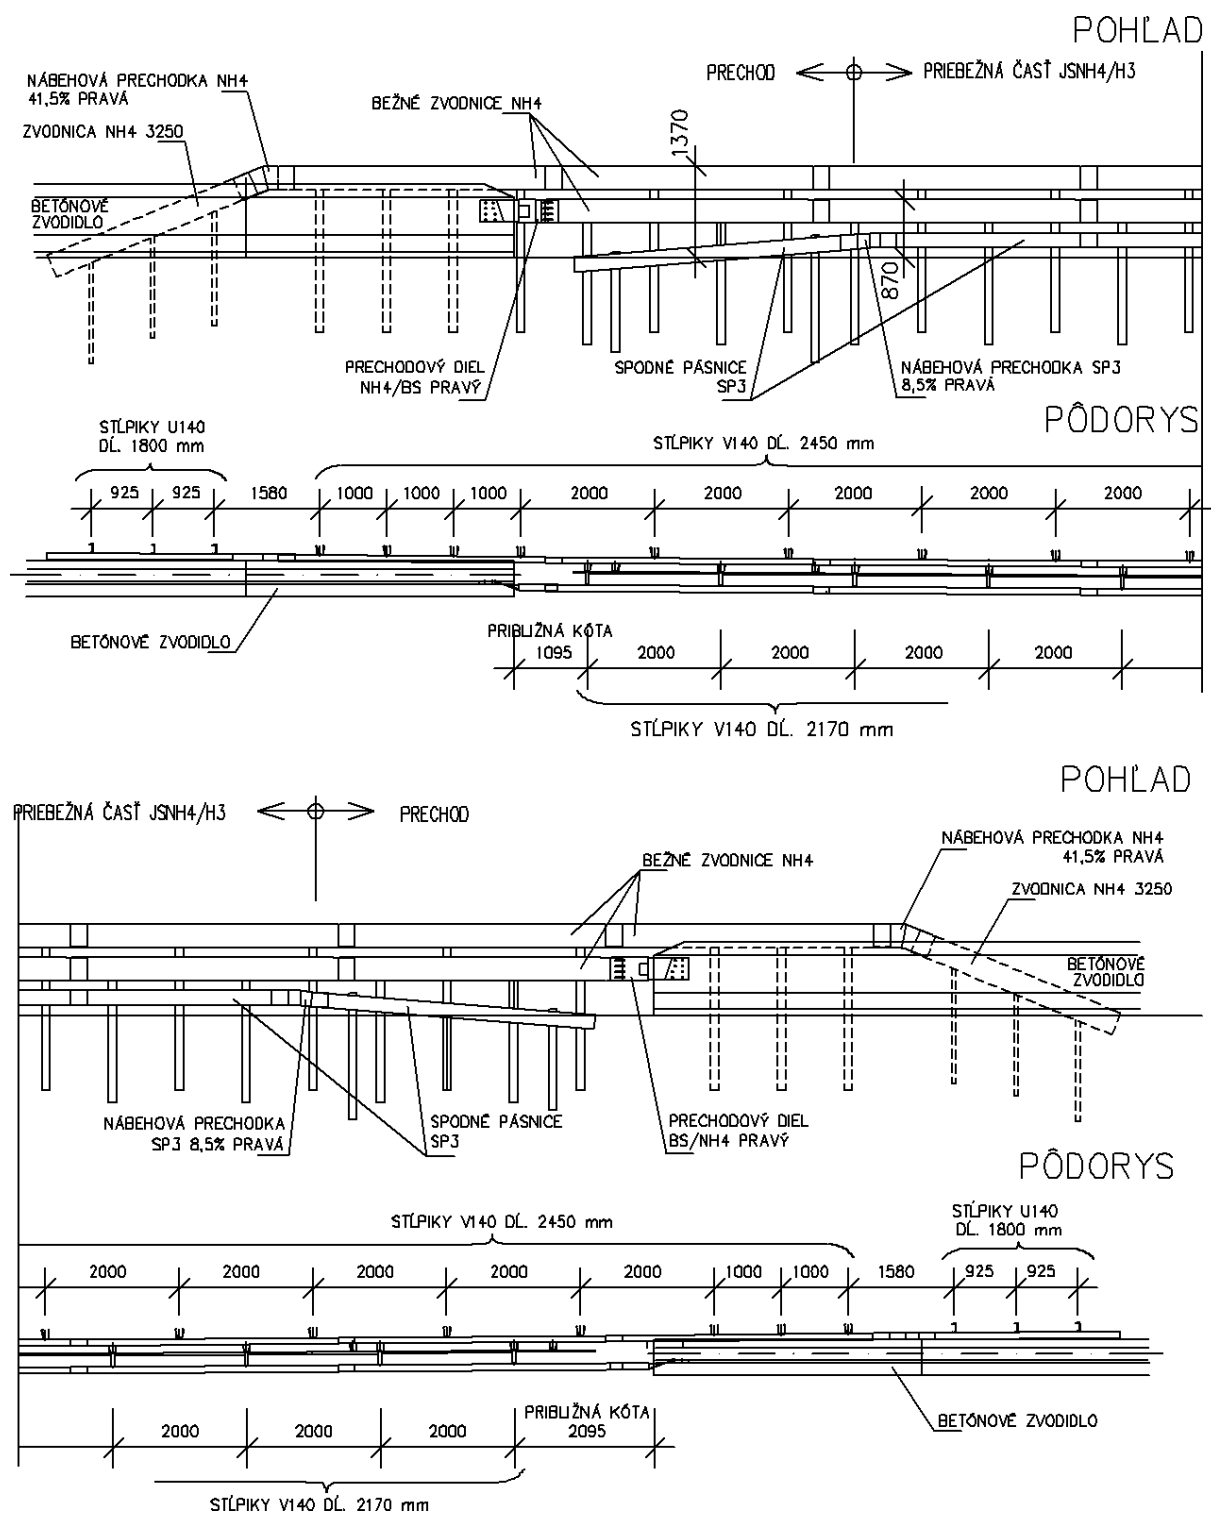 POHĽAD
PRECHOD
PRIEBEŽNÁ ČASŤ JSNH4/H3
NÁBEHOVÁ PRECHODKA NH4
41,5% PRAVÁ
BEŽNÉ ZVODNICE NH4
ZVODNICA NH4 3250
1370
BETÓNOVÉ
ZVODIDLO
870
PRECHODOVÝ DIEL
NH4/BS PRAVÝ
SPODNÉ PÁSNICE
SP3
NÁBEHOVÁ PRECHODKA SP3
8,5% PRAVÁ
PÔDORYS
STĹPIKY U140
DĹ. 1800 mm
STĹPIKY V140 DĹ. 2450 mm
925 925 1580 1000 1000 1000 2000 2000 2000 2000 2000
BETÓNOVÉ ZVODIDLO
PRIBLIŽNÁ KÓTA
1095 2000 2000 2000 2000
STĹPIKY V140 DĹ. 2170 mm
POHĽAD
PRIEBEŽNÁ ČASŤ JSNH4/H3
PRECHOD
NÁBEHOVÁ PRECHODKA NH4
41,5% PRAVÁ
BEŽNÉ ZVODNICE NH4
ZVODNICA NH4 3250
BETÓNOVÉ
ZVODIDLO
NÁBEHOVÁ PRECHODKA
SP3 8,5% PRAVÁ
SPODNÉ PÁSNICE
SP3
PRECHODOVÝ DIEL
BS/NH4 PRAVÝ
PÔDORYS
STĹPIKY V140 DĹ. 2450 mm
STĹPIKY U140
DĹ. 1800 mm
2000 2000 2000 2000 2000 1000 1000 1580 925 925
PRIBLIŽNÁ KÓTA
2000 2000 2000 2095
BETÓNOVÉ ZVODIDLO
STĹPIKY V140 DĹ. 2170 mm